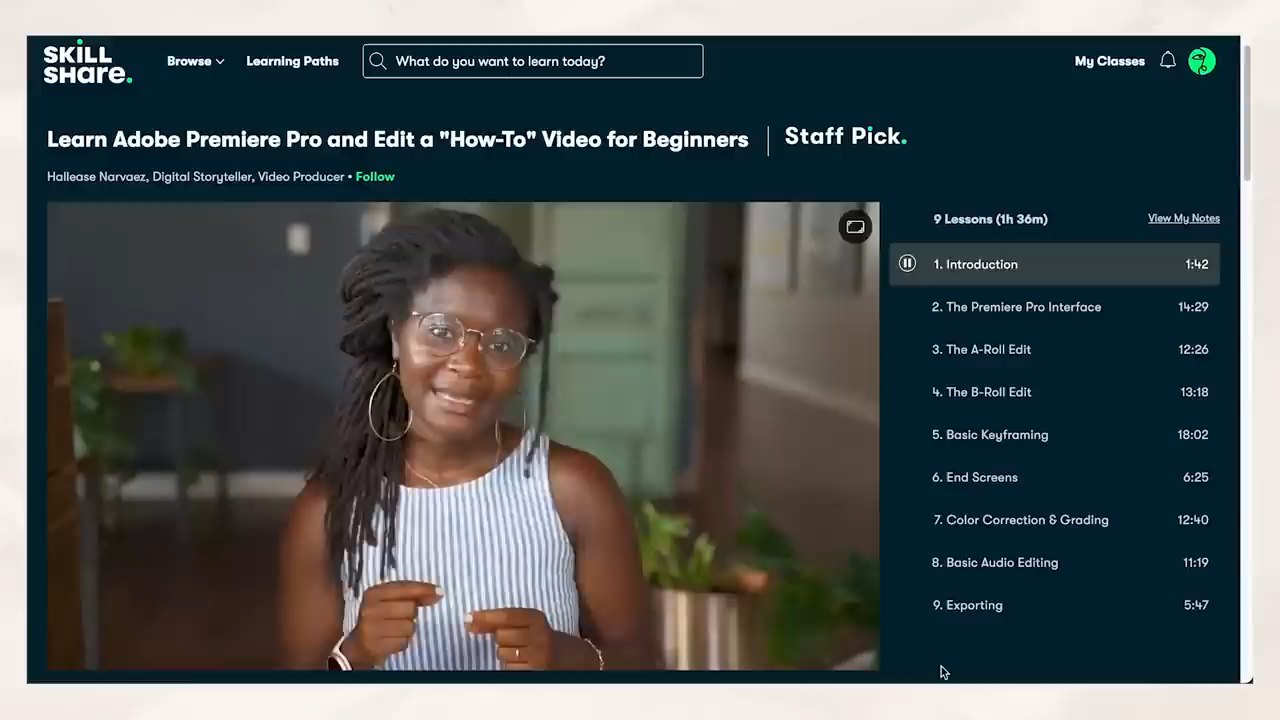 SKILL
SHare.
Browse
Learning Paths
What do you want to learn today?
My Classes
Learn Adobe Premiere Pro and Edit a "How-To" Video for Beginners
Staff Pick.
Hallease Narvaez, Digital Storyteller, Video Producer • Follow
9 Lessons (1h 36m)
View My Notes
1. Introduction 1:42
2. The Premiere Pro Interface 14:29
3. The A-Roll Edit 12:26
4. The B-Roll Edit 13:18
5. Basic Keyframing 18:02
6. End Screens 6:25
7. Color Correction & Grading 12:40
8. Basic Audio Editing 11:19
9. Exporting 5:47